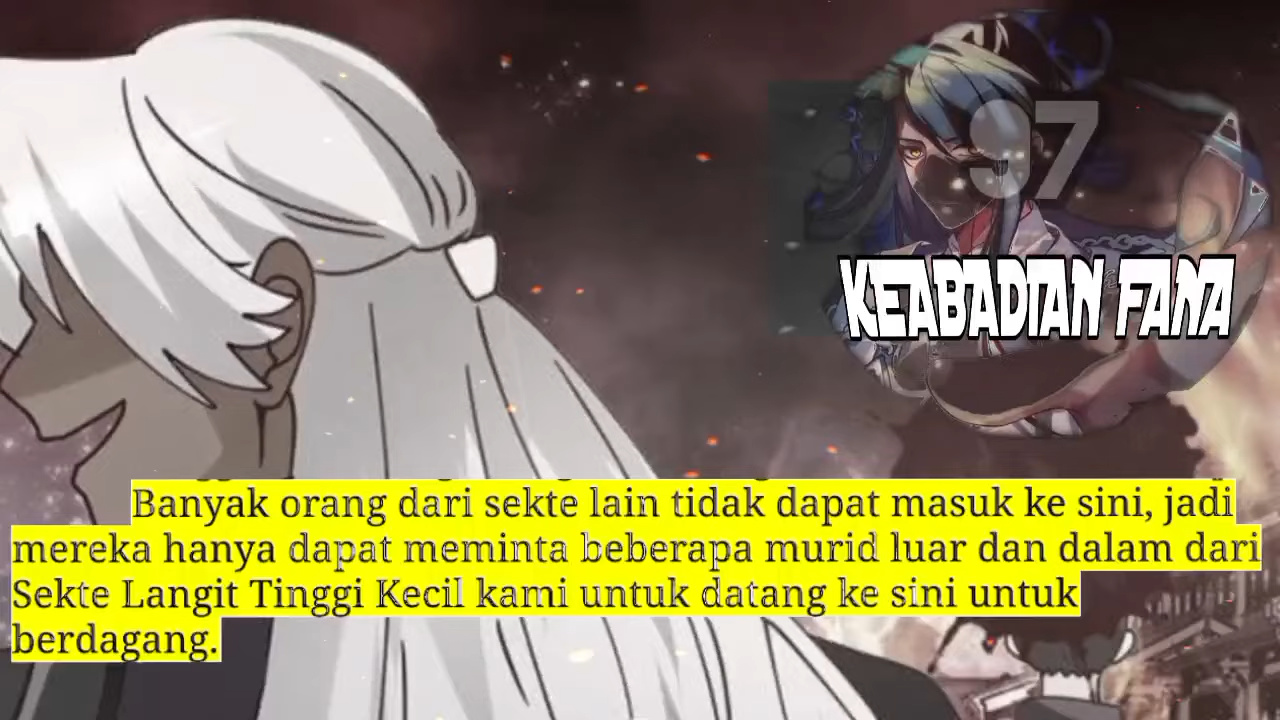 97
KEABADIAN FANA
Banyak orang dari sekte lain tidak dapat masuk ke sini, jadi
mereka hanya dapat meminta beberapa murid luar dan dalam dari
Sekte Langit Tinggi Kecil kami untuk datang ke sini untuk
berdagang.